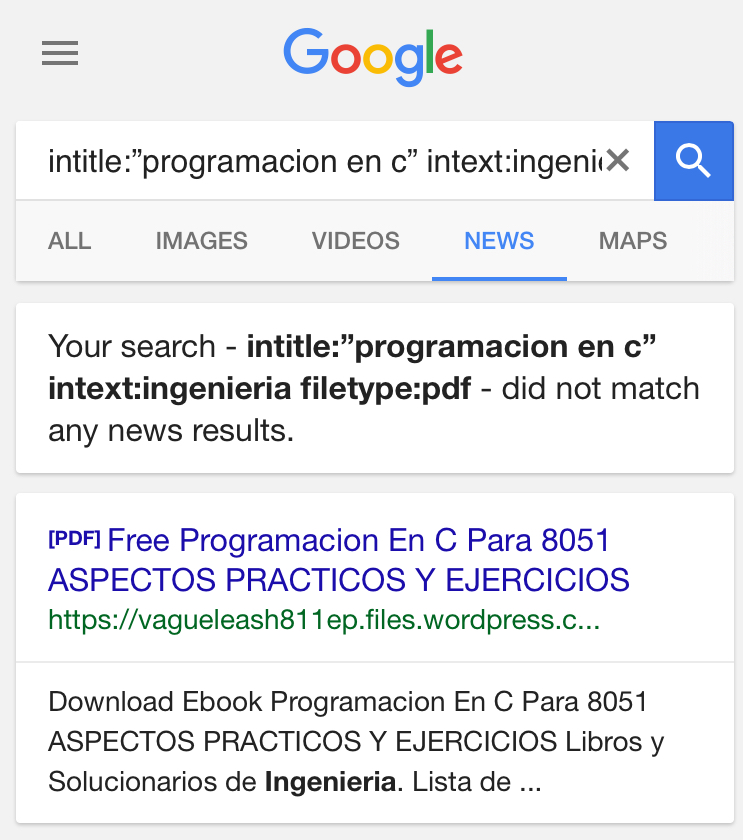 Google
intitle:”programacion en c” intext:ingeni
ALL IMAGES VIDEOS NEWS MAPS
Your search - intitle:”programacion en c”
intext:ingenieria filetype:pdf - did not match
any news results.
[PDF] Free Programacion En C Para 8051
ASPECTOS PRACTICOS Y EJERCICIOS
https://vagueleash811ep.files.wordpress.c...
Download Ebook Programacion En C Para 8051
ASPECTOS PRACTICOS Y EJERCICIOS Libros y
Solucionarios de Ingenieria. Lista de ...